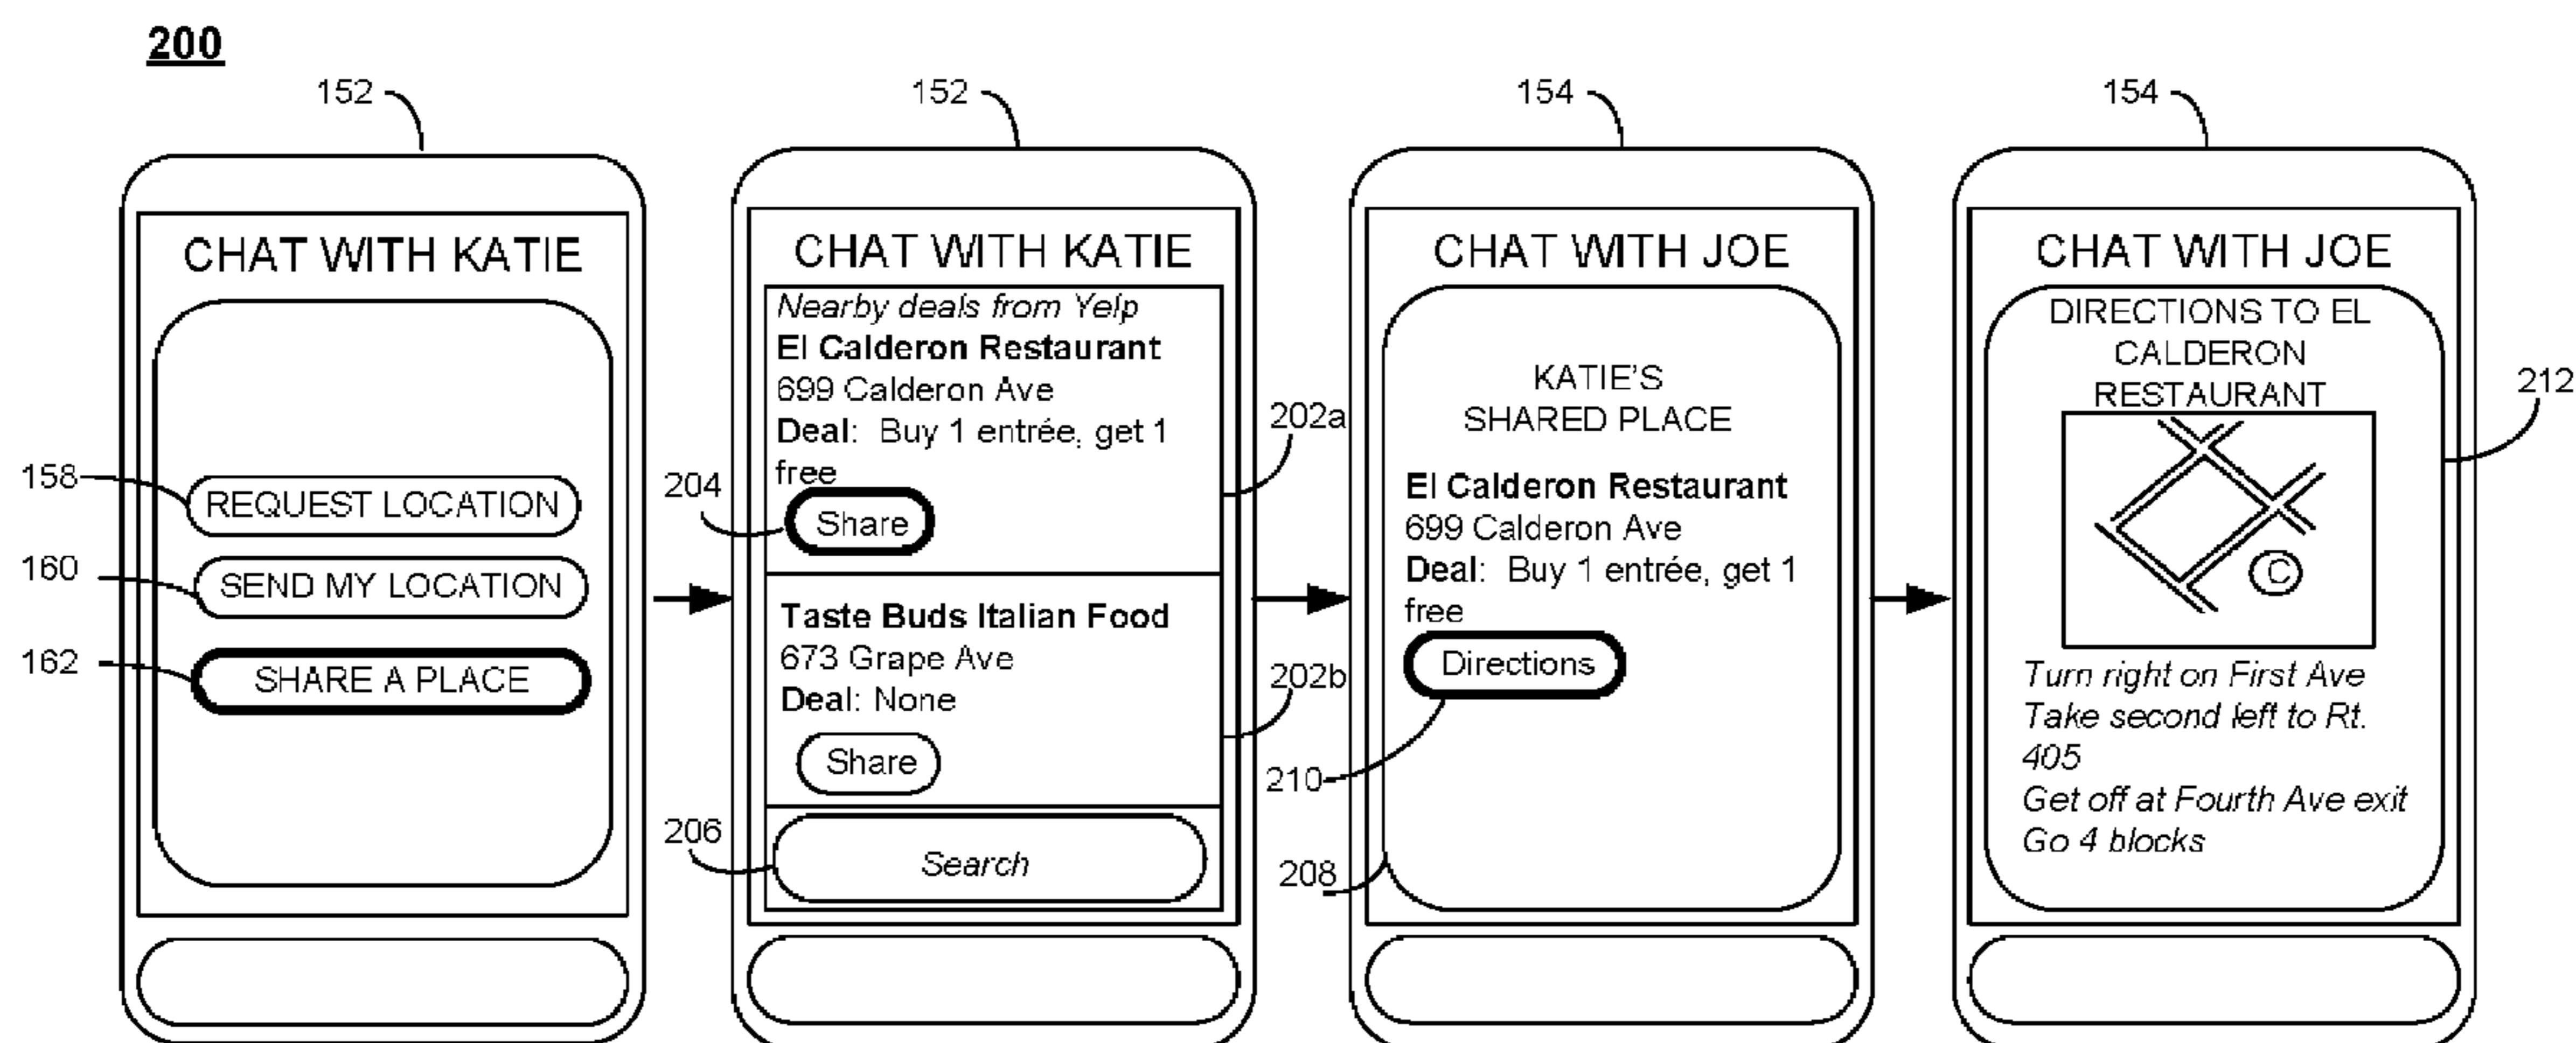 200
152
152
154
154
CHAT WITH KATIE
158
REQUEST LOCATION
160
SEND MY LOCATION
162
SHARE A PLACE
CHAT WITH KATIE
Nearby deals from Yelp
El Calderon Restaurant
699 Calderon Ave
Deal: Buy 1 entrée, get 1
free
202a
204
Share
Taste Buds Italian Food
673 Grape Ave
Deal: None
202b
Share
206
Search
CHAT WITH JOE
KATIE'S
SHARED PLACE
El Calderon Restaurant
699 Calderon Ave
Deal: Buy 1 entrée, get 1
free
Directions
210
208
CHAT WITH JOE
DIRECTIONS TO EL
CALDERON
RESTAURANT
212
C
Turn right on First Ave
Take second left to Rt.
405
Get off at Fourth Ave exit
Go 4 blocks